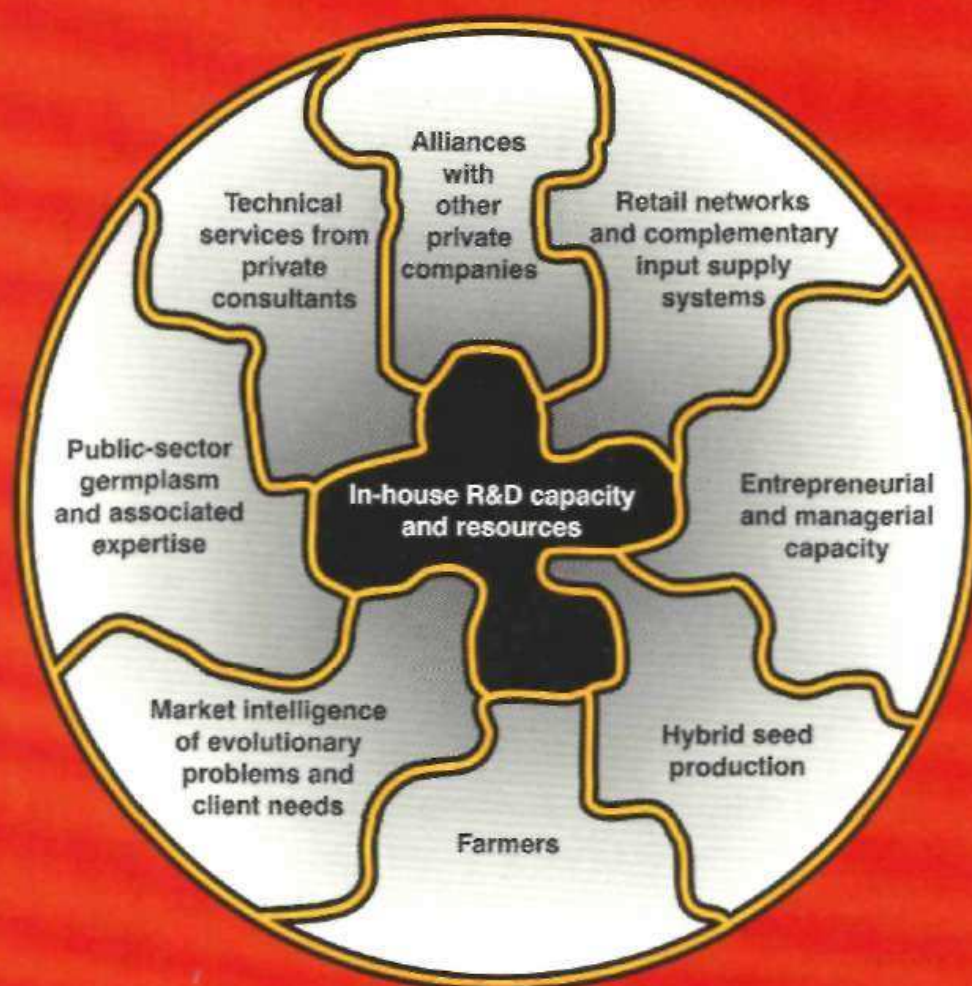 Alliances
with
other
private
companies
Retail networks
and complementary
input supply
systems
Entrepreneurial
and managerial
capacity
Hybrid seed
production
Farmers
Market intelligence
of evolutionary
problems and
client needs
Public-sector
germplasm
and associated
expertise
Technical
services from
private
consultants
In-house R&D capacity
and resources